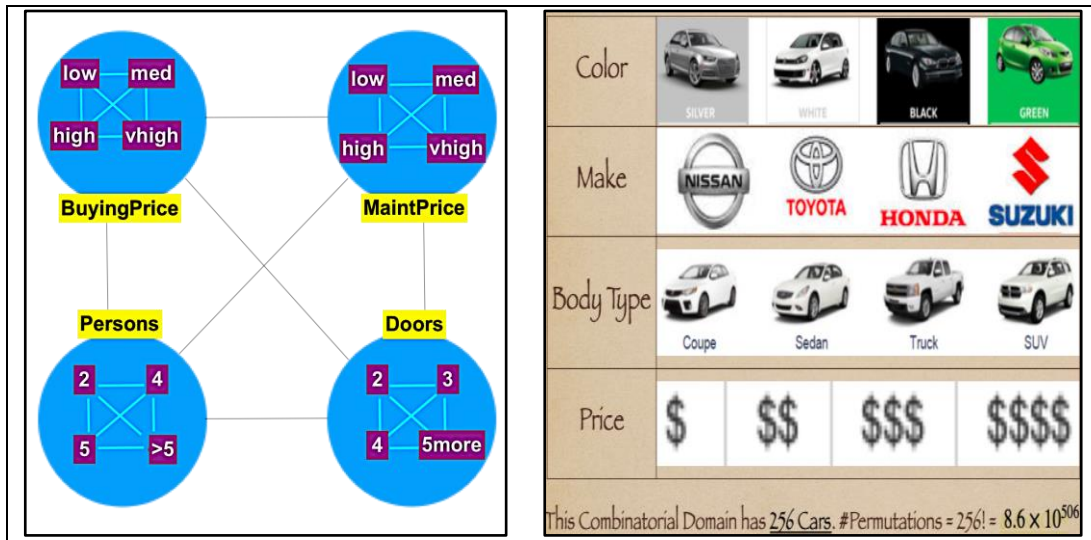 low med
high vhigh
BuyingPrice
low med
high vhigh
MaintPrice
Persons
2 4
5 >5
Doors
2 3
4 5more
Color
SILVER WHITE BLACK GREEN
Make
NISSAN TOYOTA HONDA SUZUKI
Body Type
Coupe Sedan Truck SUV
Price
$ $$ $$$ $$$$
This Combinatorial Domain has 256 Cars. #Permutations = 256! = 8.6 x 10^506